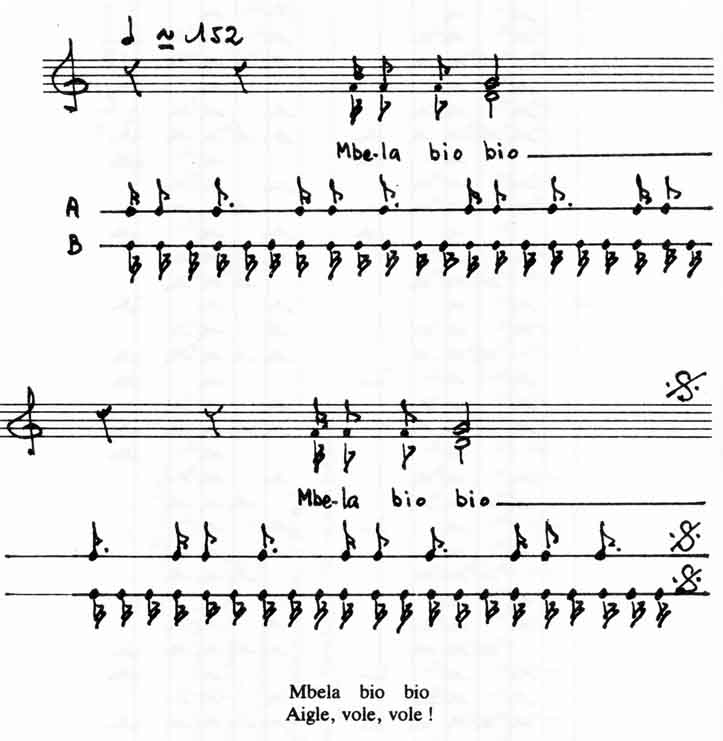 ≃ 152
Mbe-la bio bio
A
B
Mbe-la bio bio
Mbela bio bio
Aigle, vole, vole !